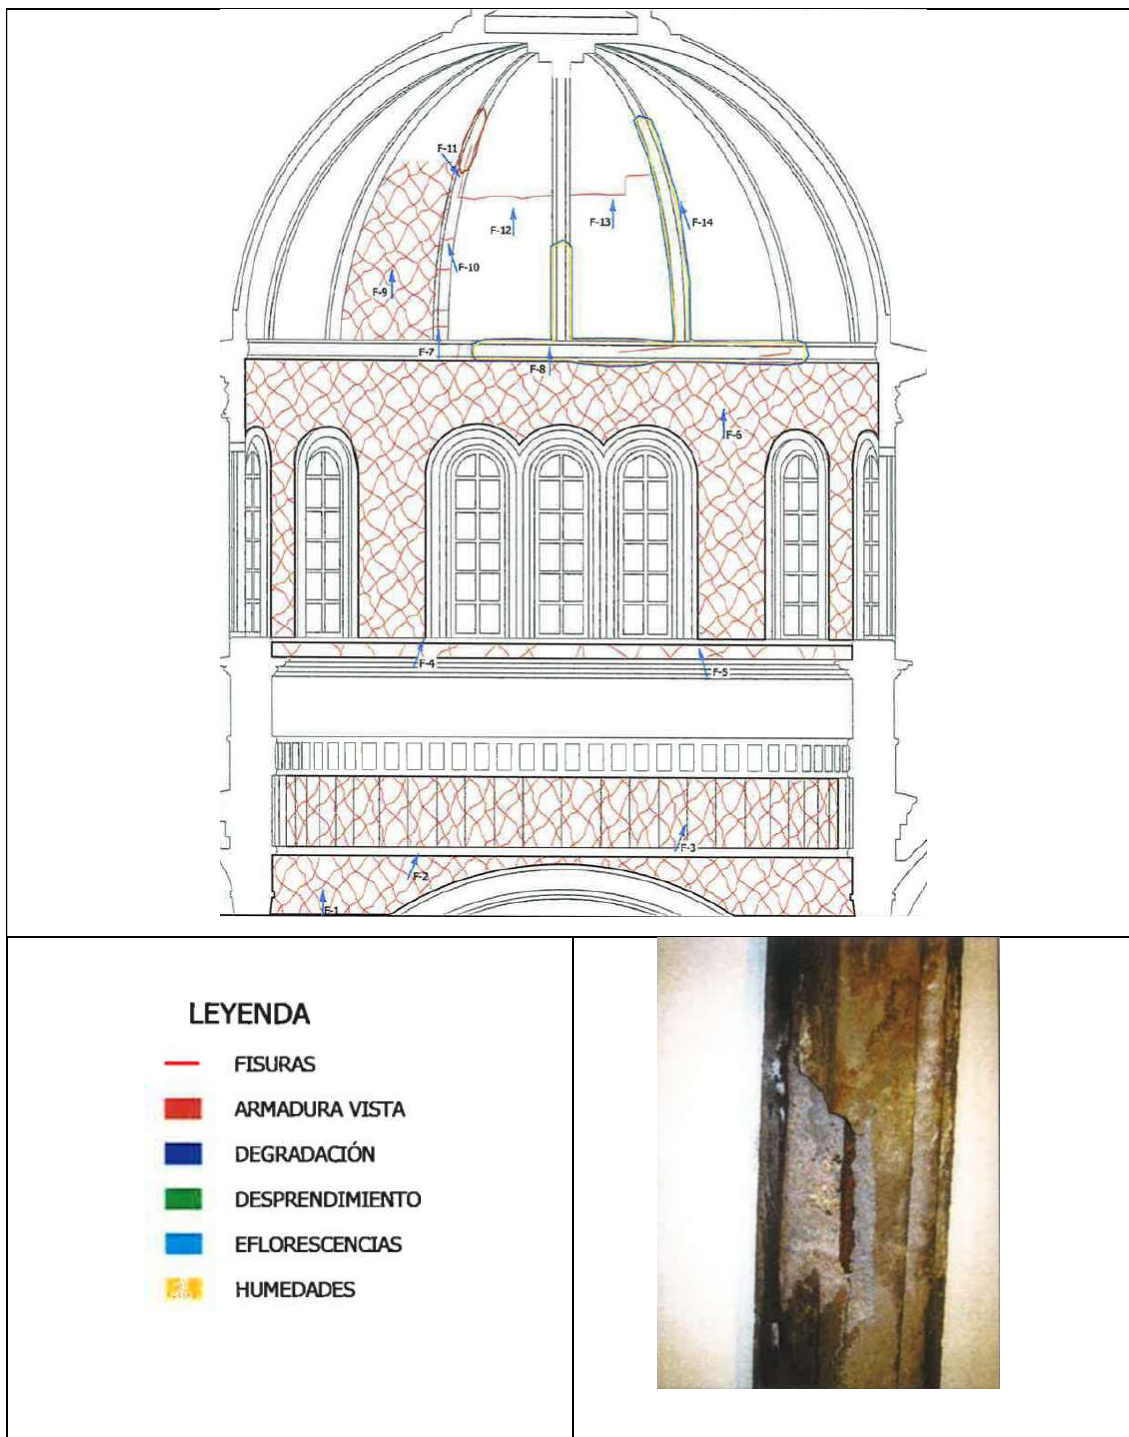 F-11
F-12
F-13
F-14
F-10
F-9
F-7
F-8
F-6
F-4
F-5
F-3
F-2
F-1
LEYENDA
FISURAS
ARMADURA VISTA
DEGRADACIÓN
DESPRENDIMIENTO
EFLORESCENCIAS
HUMEDADES